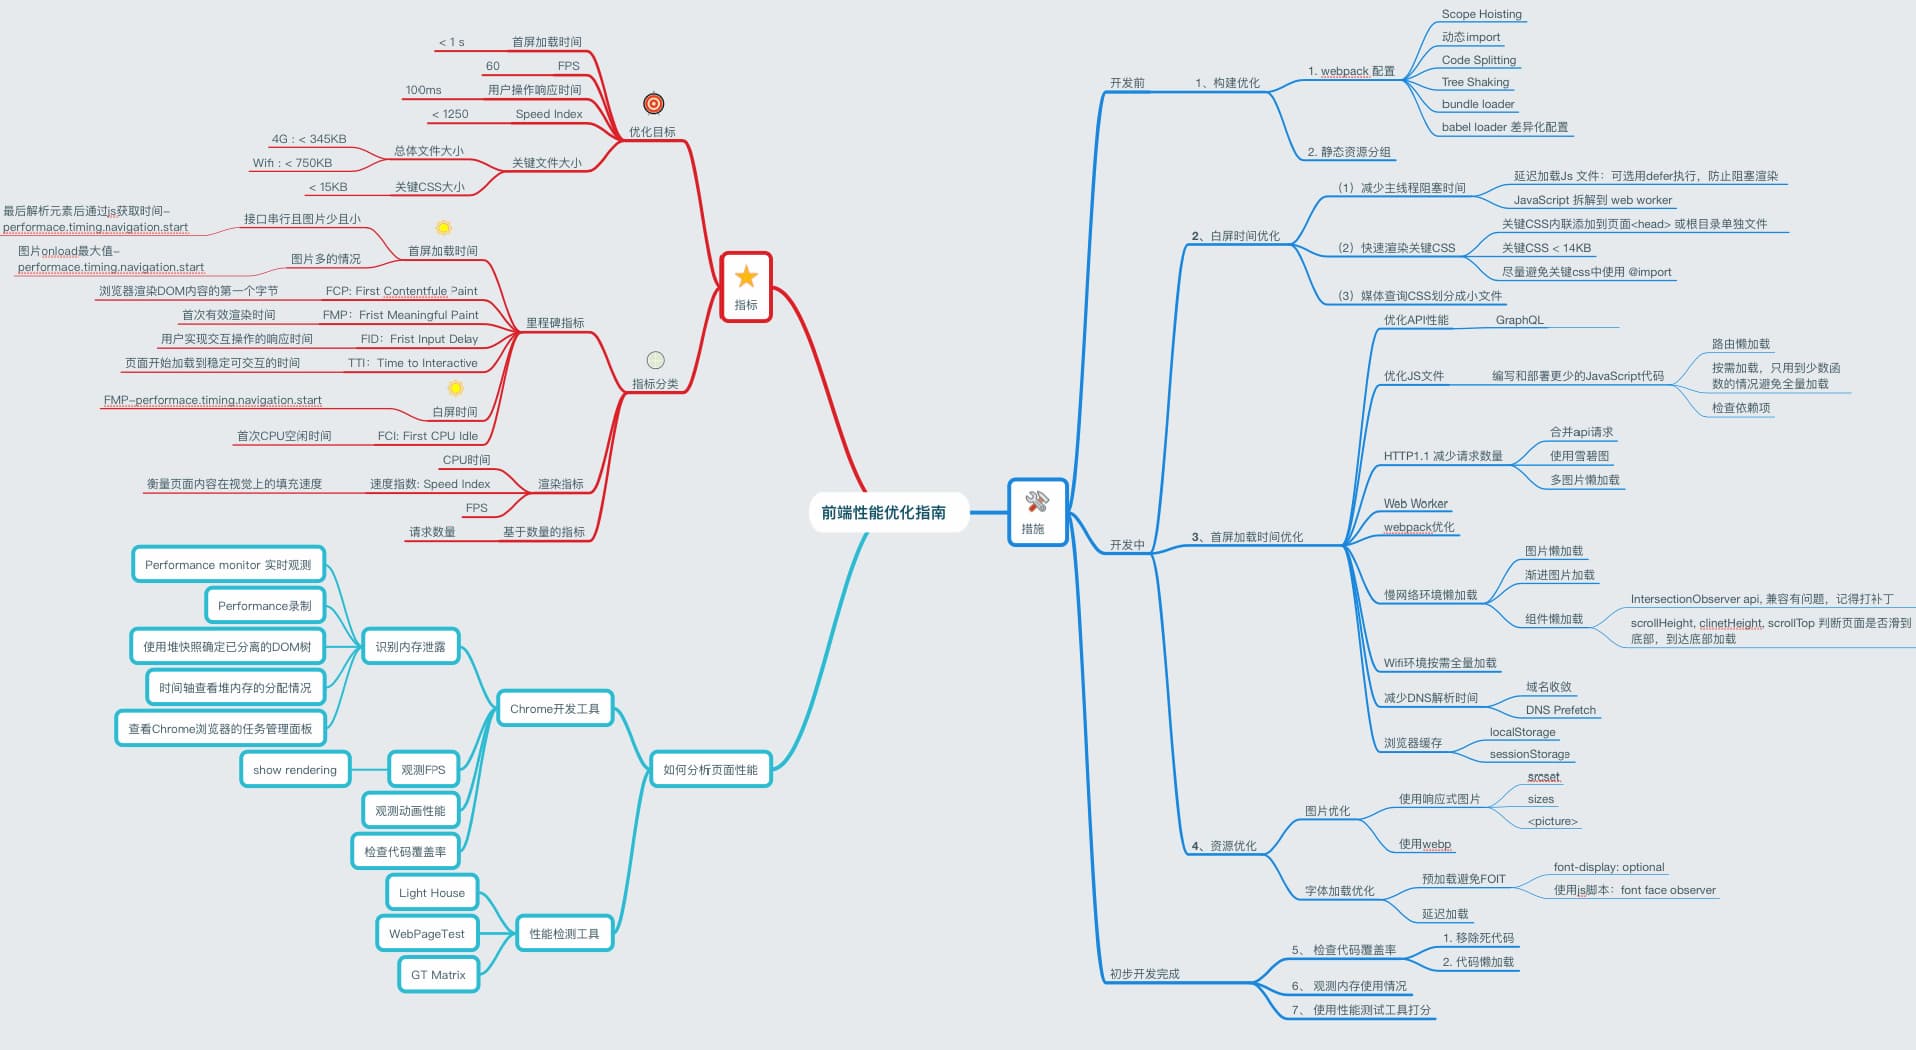 前端性能优化指南
指标
优化目标
首屏加载时间
< 1 s
FPS
60
用户操作响应时间
100ms
Speed Index
< 1250
关键文件大小
总体文件大小
4G : < 345KB
Wifi : < 750KB
关键CSS大小
< 15KB
指标分类
里程碑指标
首屏加载时间
接口串行且图片少且小
最后解析元素后通过js获取时间-
performace.timing.navigation.start
图片多的情况
图片onload最大值-
performace.timing.navigation.start
FCP: First Contentfule Paint
浏览器渲染DOM内容的第一个字节
FMP：Frist Meaningful Paint
首次有效渲染时间
FID：Frist Input Delay
用户实现交互操作的响应时间
TTI：Time to Interactive
页面开始加载到稳定可交互的时间
白屏时间
FMP-performace.timing.navigation.start
FCI: First CPU Idle
首次CPU空闲时间
渲染指标
CPU时间
速度指数: Speed Index
衡量页面内容在视觉上的填充速度
FPS
基于数量的指标
请求数量
如何分析页面性能
Chrome开发工具
识别内存泄露
Performance monitor 实时观测
Performance录制
使用堆快照确定已分离的DOM树
时间轴查看堆内存的分配情况
查看Chrome浏览器的任务管理面板
观测FPS
show rendering
观测动画性能
检查代码覆盖率
性能检测工具
Light House
WebPageTest
GT Matrix
措施
开发前
1、构建优化
1. webpack 配置
Scope Hoisting
动态import
Code Splitting
Tree Shaking
bundle loader
babel loader 差异化配置
2. 静态资源分组
开发中
2、白屏时间优化
（1）减少主线程阻塞时间
延迟加载Js 文件：可选用defer执行，防止阻塞渲染
JavaScript 拆解到 web worker
（2）快速渲染关键CSS
关键CSS内联添加到页面<head> 或根目录单独文件
关键CSS < 14KB
尽量避免关键css中使用 @import
（3）媒体查询CSS划分成小文件
3、首屏加载时间优化
优化API性能
GraphQL
优化JS文件
编写和部署更少的JavaScript代码
路由懒加载
按需加载，只用到少数函
数的情况避免全量加载
检查依赖项
HTTP1.1 减少请求数量
合并api请求
使用雪碧图
多图片懒加载
Web Worker
webpack优化
慢网络环境懒加载
图片懒加载
渐进图片加载
组件懒加载
IntersectionObserver api, 兼容有问题，记得打补丁
scrollHeight, clinetHeight, scrollTop 判断页面是否滑到
底部，到达底部加载
Wifi环境按需全量加载
减少DNS解析时间
域名收敛
DNS Prefetch
浏览器缓存
localStorage
sessionStorage
4、资源优化
图片优化
使用响应式图片
srcset
sizes
<picture>
使用webp
字体加载优化
预加载避免FOIT
font-display: optional
使用js脚本：font face observer
延迟加载
初步开发完成
5、 检查代码覆盖率
1. 移除死代码
2. 代码懒加载
6、 观测内存使用情况
7、 使用性能测试工具打分